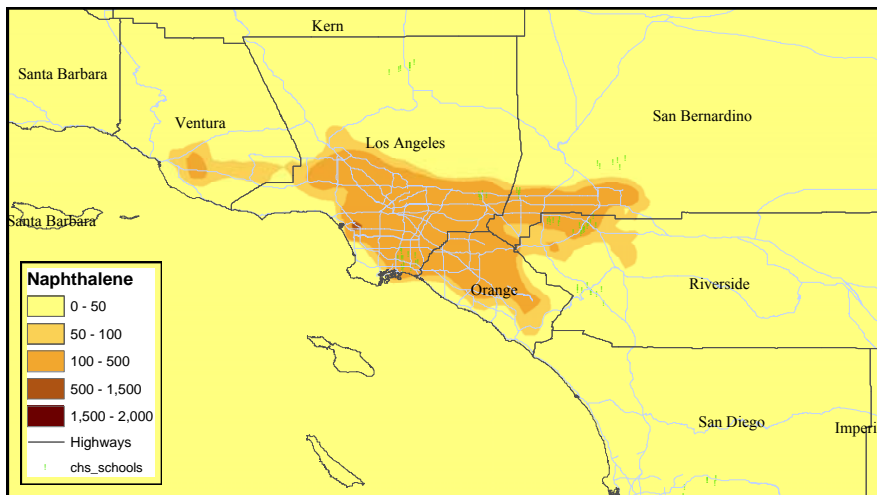 Kern
Santa Barbara
Ventura
San Bernardino
Los Angeles
Santa Barbara
Orange
Riverside
San Diego
Imperi
Naphthalene
0 - 50
50 - 100
100 - 500
500 - 1,500
1,500 - 2,000
Highways
chs_schools